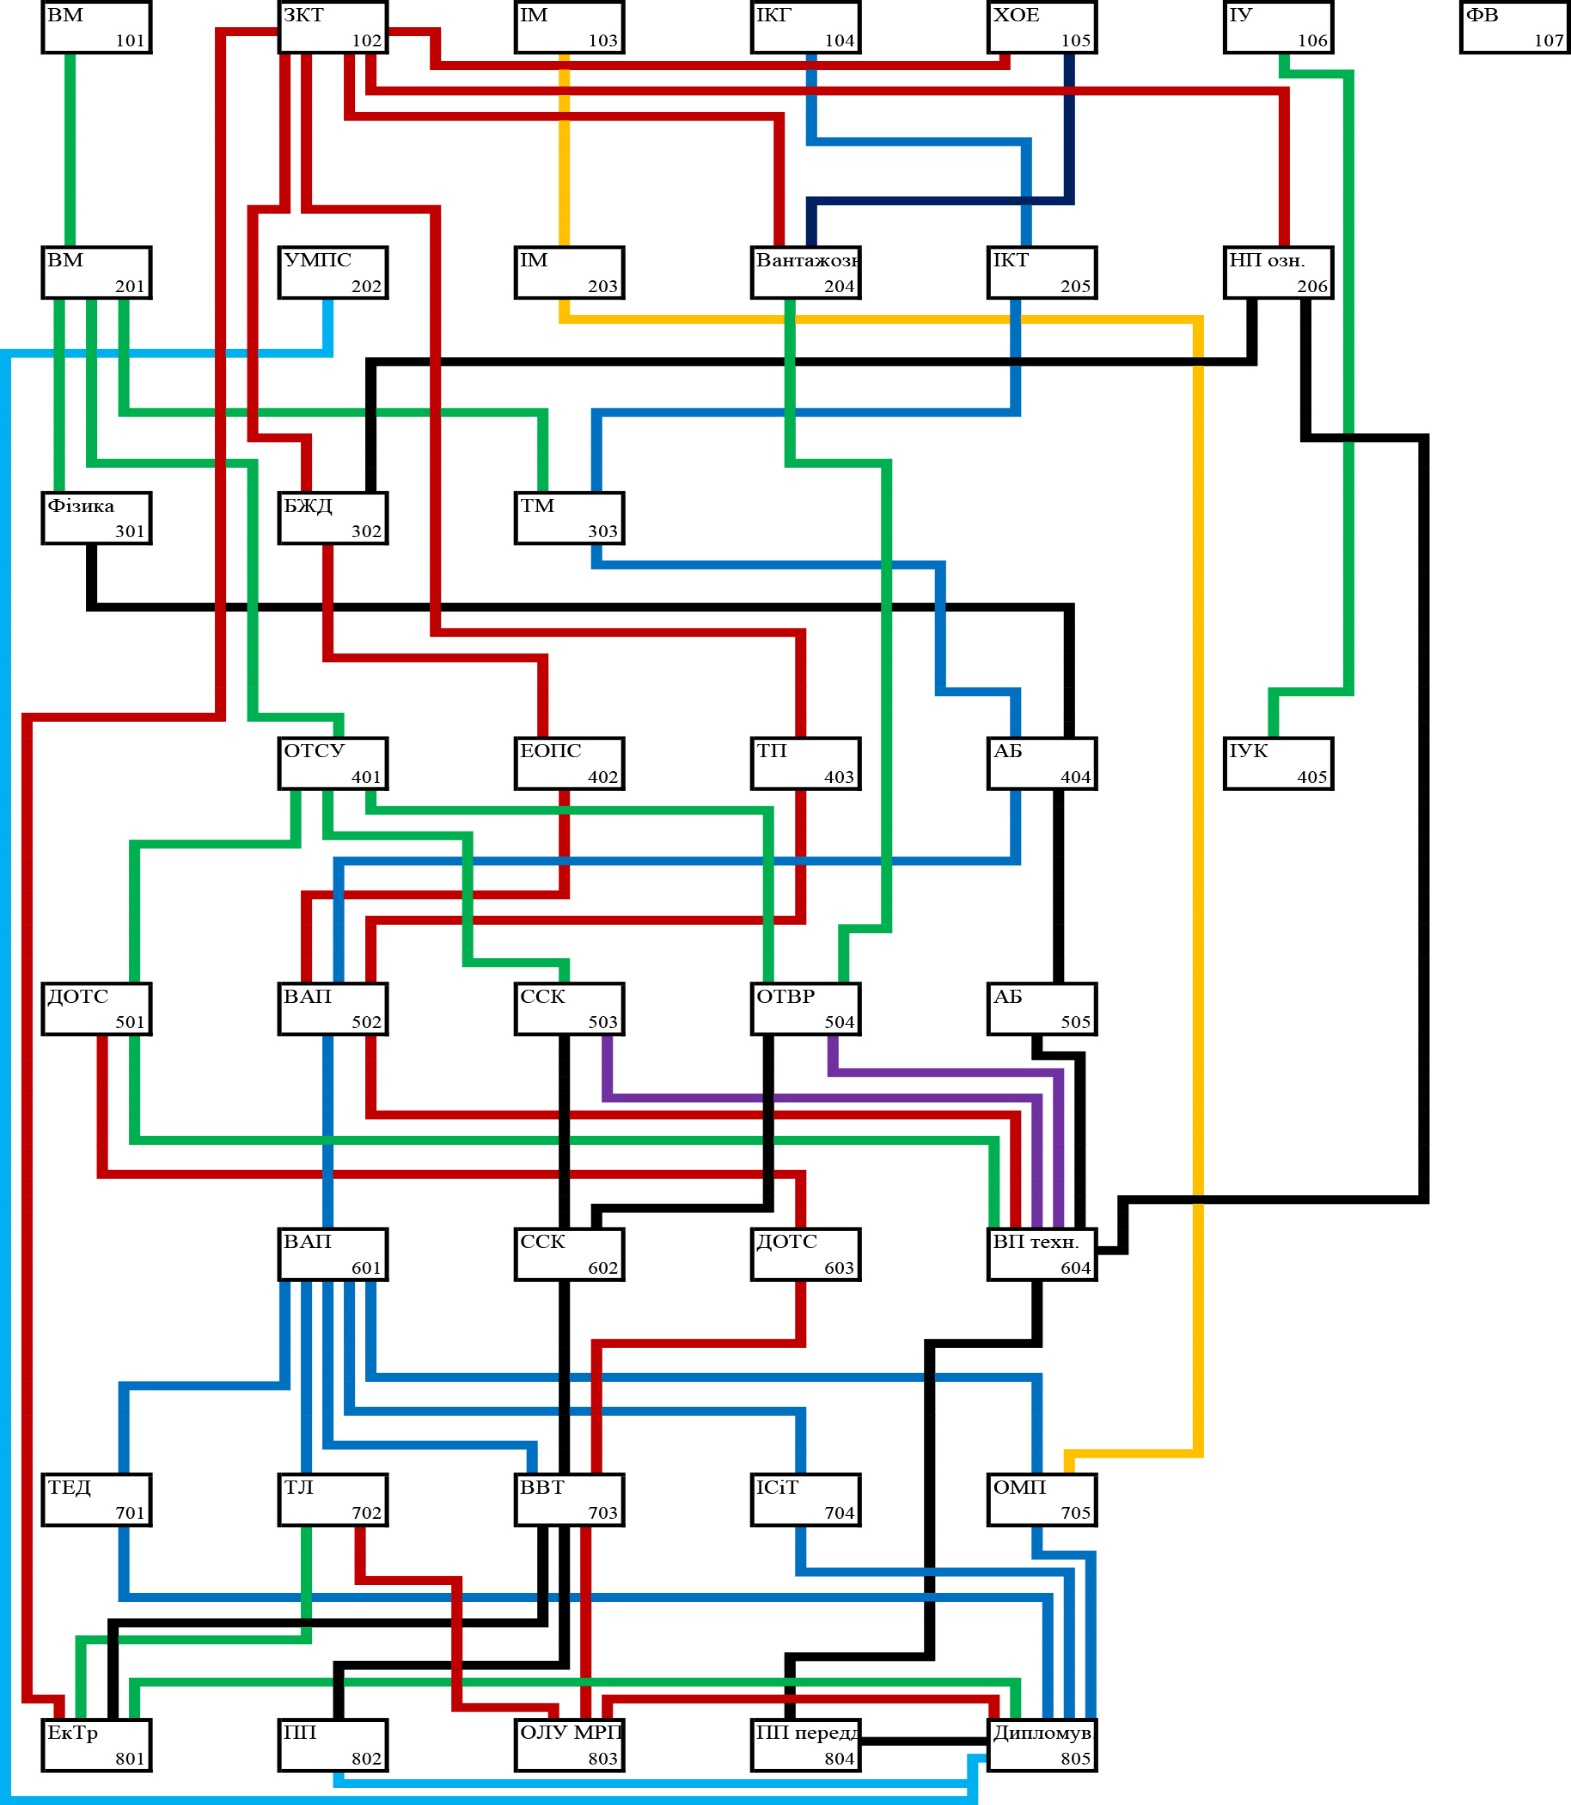 ВМ
101
ЗКТ
102
ІМ
103
ІКГ
104
ХОЕ
105
ІУ
106
ФВ
107
ВМ
201
УМПС
202
ІМ
203
Вантажозн
204
ІКТ
205
НП озн.
206
Фізика
301
БЖД
302
ТМ
303
ОТСУ
401
ЕОПС
402
ТП
403
АБ
404
ІУК
405
ДОТС
501
ВАП
502
ССК
503
ОТВР
504
АБ
505
ВАП
601
ССК
602
ДОТС
603
ВП техн.
604
ТЕД
701
ТЛ
702
ВВТ
703
ІСіТ
704
ОМП
705
ЕкТр
801
ПП
802
ОЛУ МРП
803
ПП передд
804
Дипломув.
805